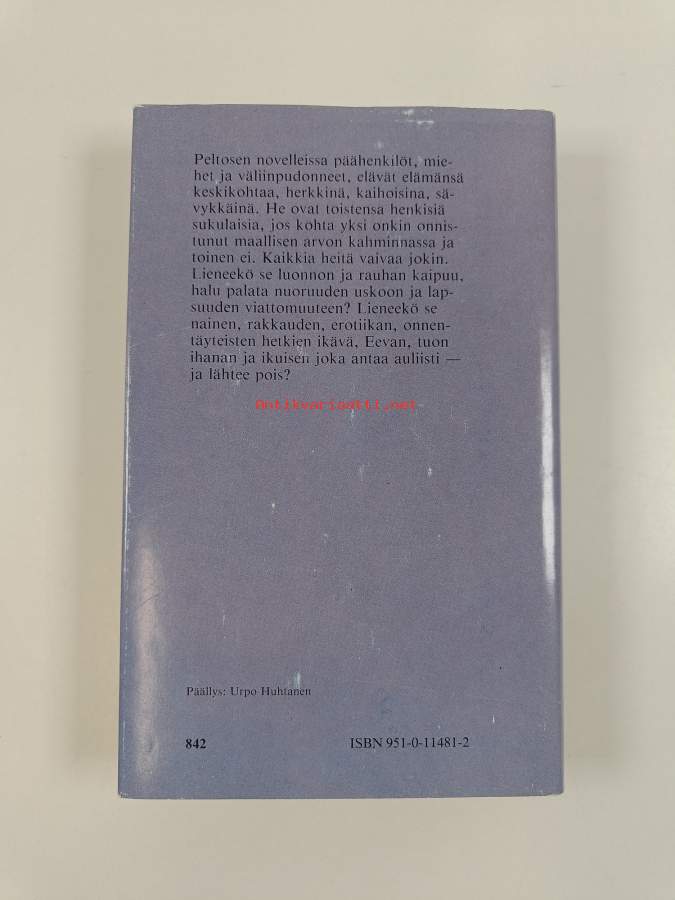 Peltosen novelleissa päähenkilöt, mie-
het ja väliinpudonneet, elävät elämänsä
keskikohtaa, herkkinä, kaihoisina, sä-
vykkäinä. He ovat toistensa henkisiä
sukulaisia, jos kohta yksi onkin onnis-
tunut maallisen arvon kahminnassa ja
toinen ei. Kaikkia heitä vaivaa jokin.
Lieneekö se luonnon ja rauhan kaipuu,
halu palata nuoruuden uskoon ja lap-
suuden viattomuuteen? Lieneekö se
nainen, rakkauden, erotiikan, onnen-
täyteisten hetkien ikävä, Eevan, tuon
ihanan ja ikuisen joka antaa auliisti —
ja lähtee pois?
Antikvariaatti.net
Päällys: Urpo Huhtanen
842 ISBN 951-0-11481-2